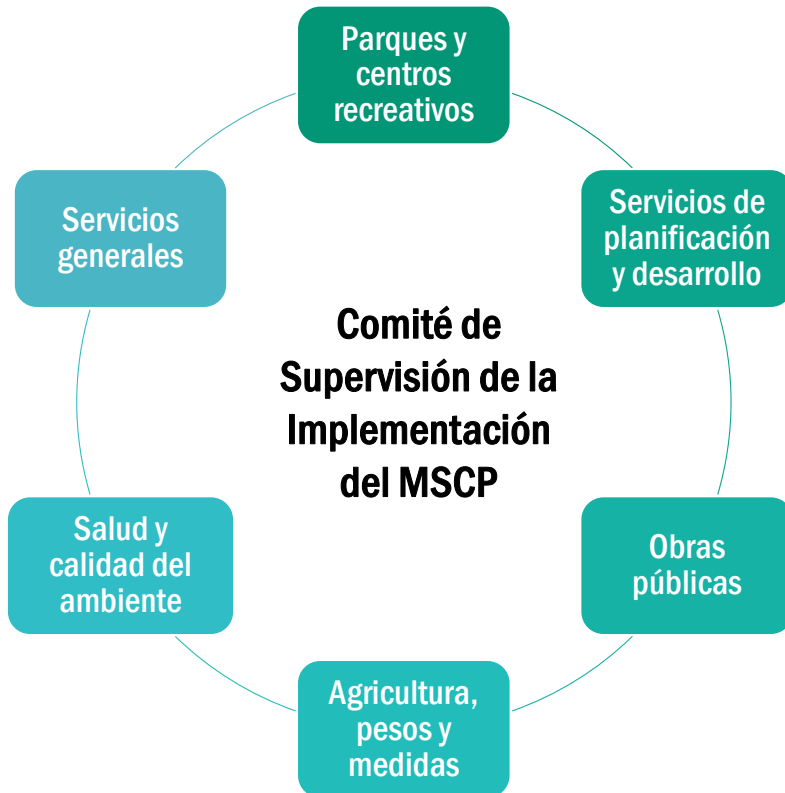 Parques y
centros
recreativos
Servicios de
planificación
y desarrollo
Obras
públicas
Agricultura,
pesos y
medidas
Salud y
calidad del
ambiente
Servicios
generales
Comité de
Supervisión de la
Implementación
del MSCP